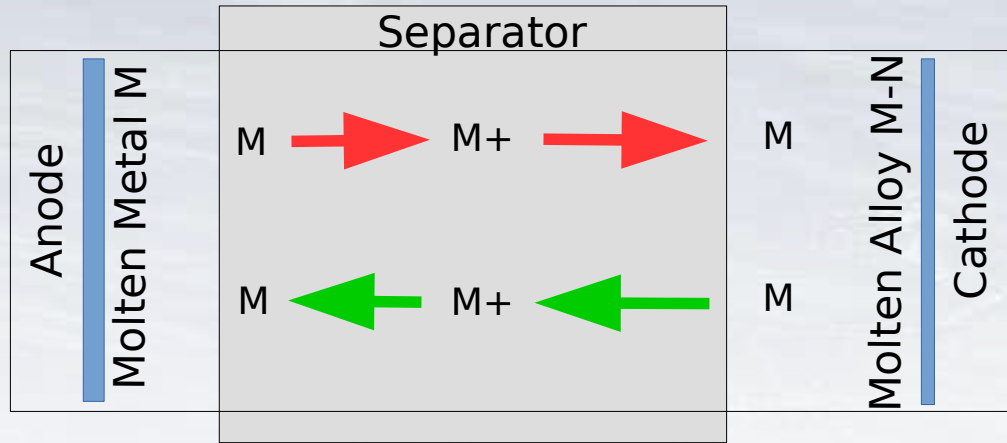 Separator
Anode
Molten Metal M
M M+ M
M M+ M
Molten Alloy M-N
Cathode